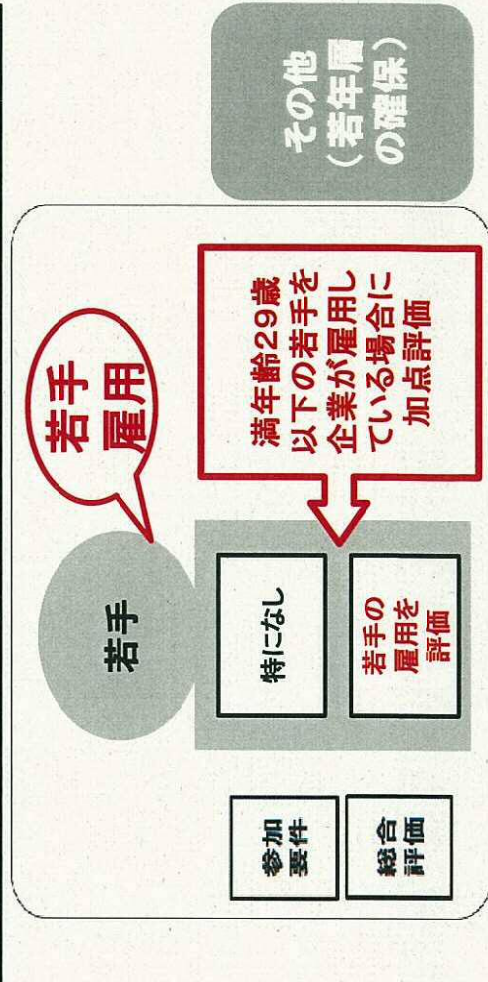 その他
（若年層
の確保）
若手
雇用
若手
満年齢29歳
以下の若手を
企業が雇用し
ている場合に
加点評価
参加
要件
特になし
総合
評価
若手の
雇用を
評価